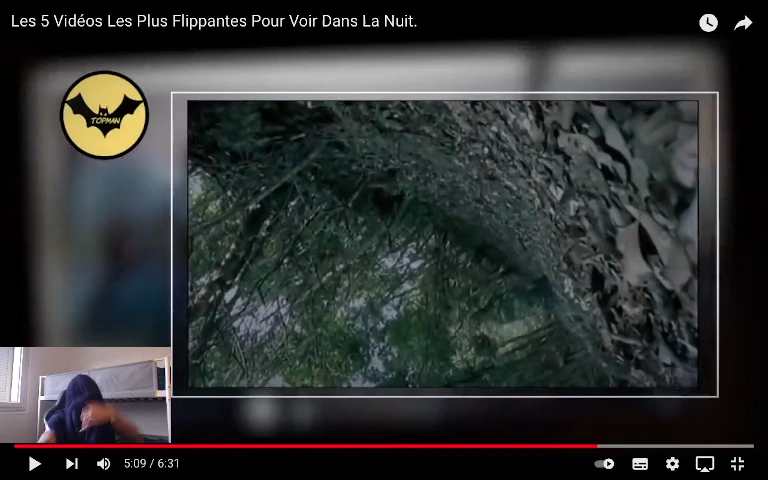 Les 5 Vidéos Les Plus Flippantes Pour Voir Dans La Nuit.
TOPMAN
5:09 / 6:31